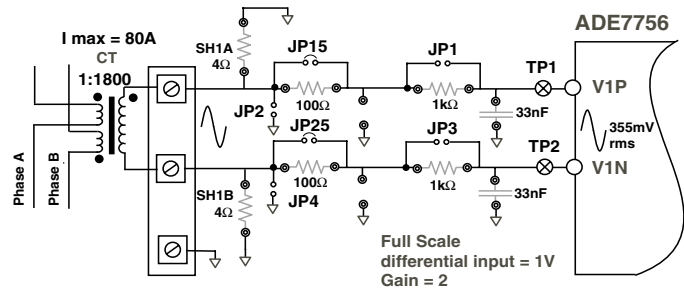 ADE7756
I max = 80A
CT
1:1800
SH1A
4Ω
JP15
JP1
TP1
V1P
JP2
100Ω
1kΩ
33nF
JP25
JP3
TP2
355mV
rms
V1N
Phase A
Phase B
SH1B
4Ω
100Ω
JP4
1kΩ
33nF
Full Scale
differential input = 1V
Gain = 2